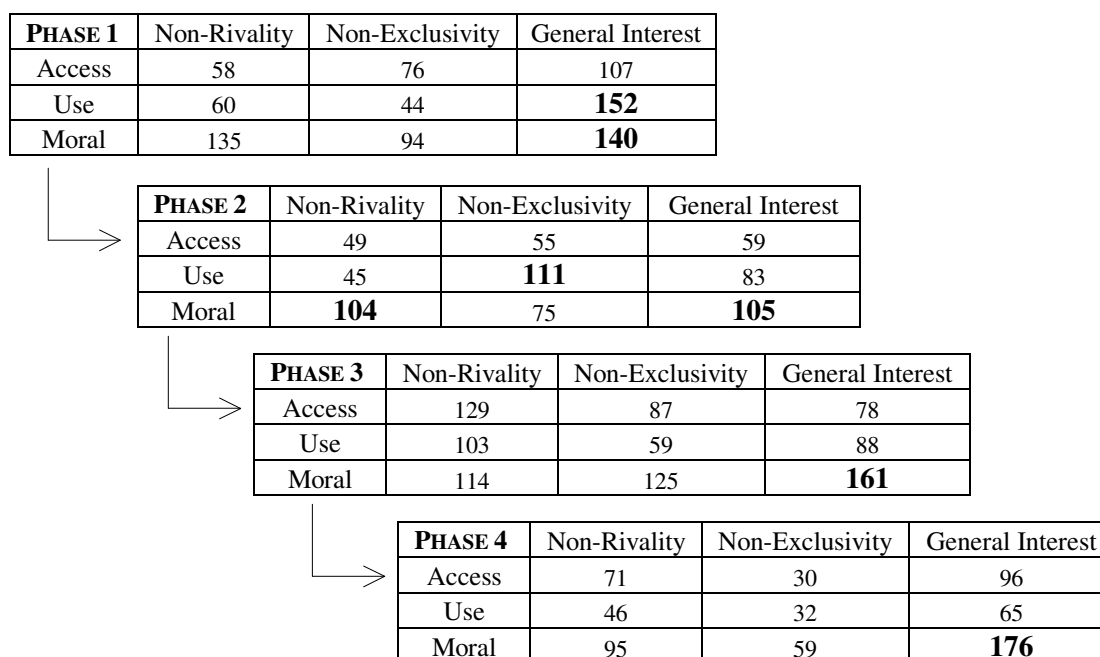 PHASE 1 Non-Rivality Non-Exclusivity General Interest
Access 58 76 107
Use 60 44 152
Moral 135 94 140
PHASE 2 Non-Rivality Non-Exclusivity General Interest
Access 49 55 59
Use 45 111 83
Moral 104 75 105
PHASE 3 Non-Rivality Non-Exclusivity General Interest
Access 129 87 78
Use 103 59 88
Moral 114 125 161
PHASE 4 Non-Rivality Non-Exclusivity General Interest
Access 71 30 96
Use 46 32 65
Moral 95 59 176